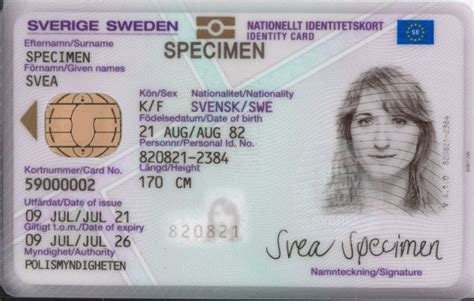 SVERIGE SWEDEN
NATIONELLT IDENTITETSKORT
IDENTITY CARD
SE
Efternamn/Surname
SPECIMEN
SPECIMEN
Förnamn/Given names
SVEA
Kön/Sex Nationalitet/Nationality
K/F SVENSK/SWE
Födelsedatum/Date of birth
21 AUG/AUG 82
Personnr/Personal Id. No.
820821-2384
Kortnummer/Card No.
59000002
Längd/Height
170 CM
Utfärdat den/Date of issue
09 JUL/JUL 21
Giltigt t.o.m./Date of expiry
09 JUL/JUL 26
POLISMYNDIGHETEN
820821
820821-2384
Svea Specimen
Namnteckning/Signature